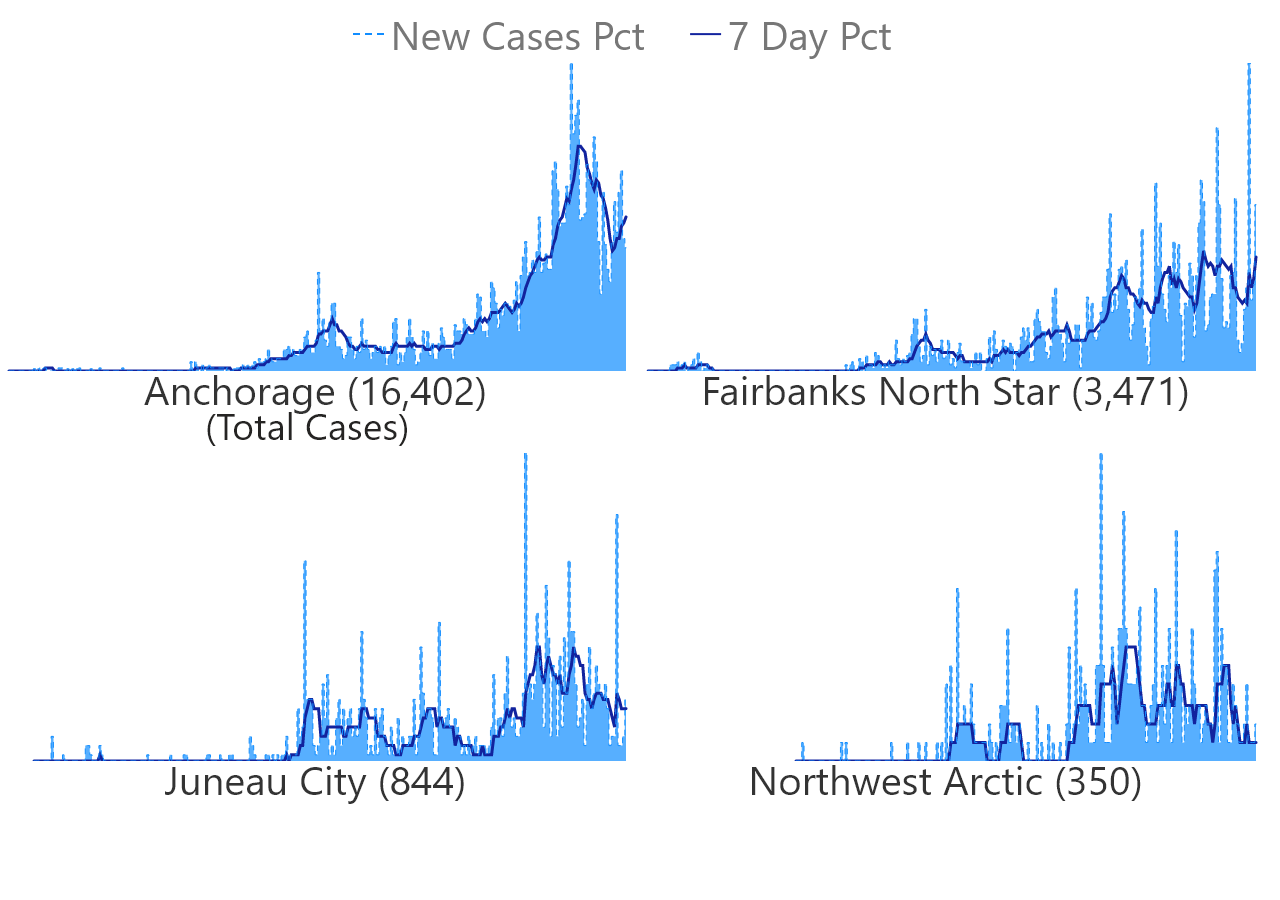 New Cases Pct 7 Day Pct
Anchorage (16,402)
(Total Cases)
Fairbanks North Star (3,471)
Juneau City (844)
Northwest Arctic (350)